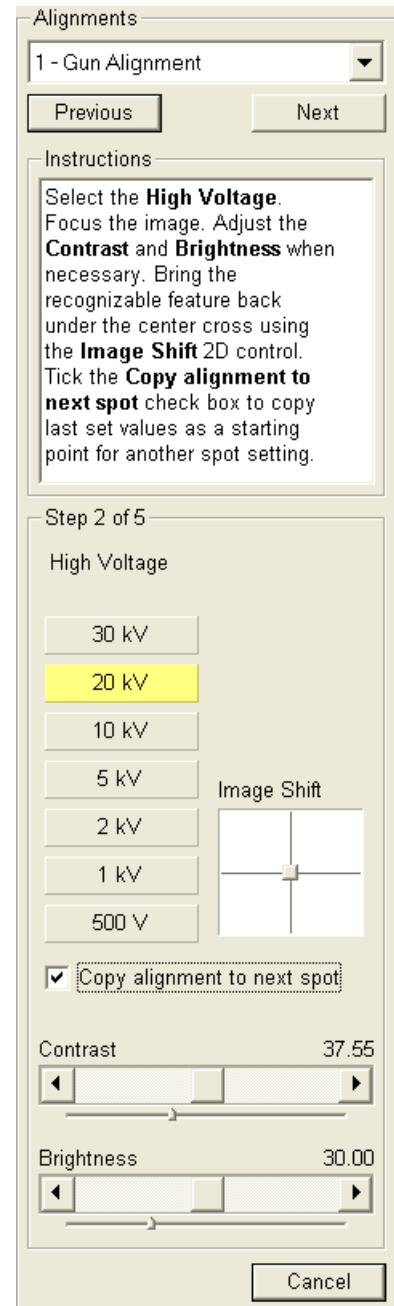 Alignments
1 - Gun Alignment
Previous Next
Instructions
Select the High Voltage.
Focus the image. Adjust the
Contrast and Brightness when
necessary. Bring the
recognizable feature back
under the center cross using
the Image Shift 2D control.
Tick the Copy alignment to
next spot check box to copy
last set values as a starting
point for another spot setting.
Step 2 of 5
High Voltage
30 kV
20 kV
10 kV
5 kV
Image Shift
2 kV
1 kV
500 V
Copy alignment to next spot
Contrast 37.55
Brightness 30.00
Cancel